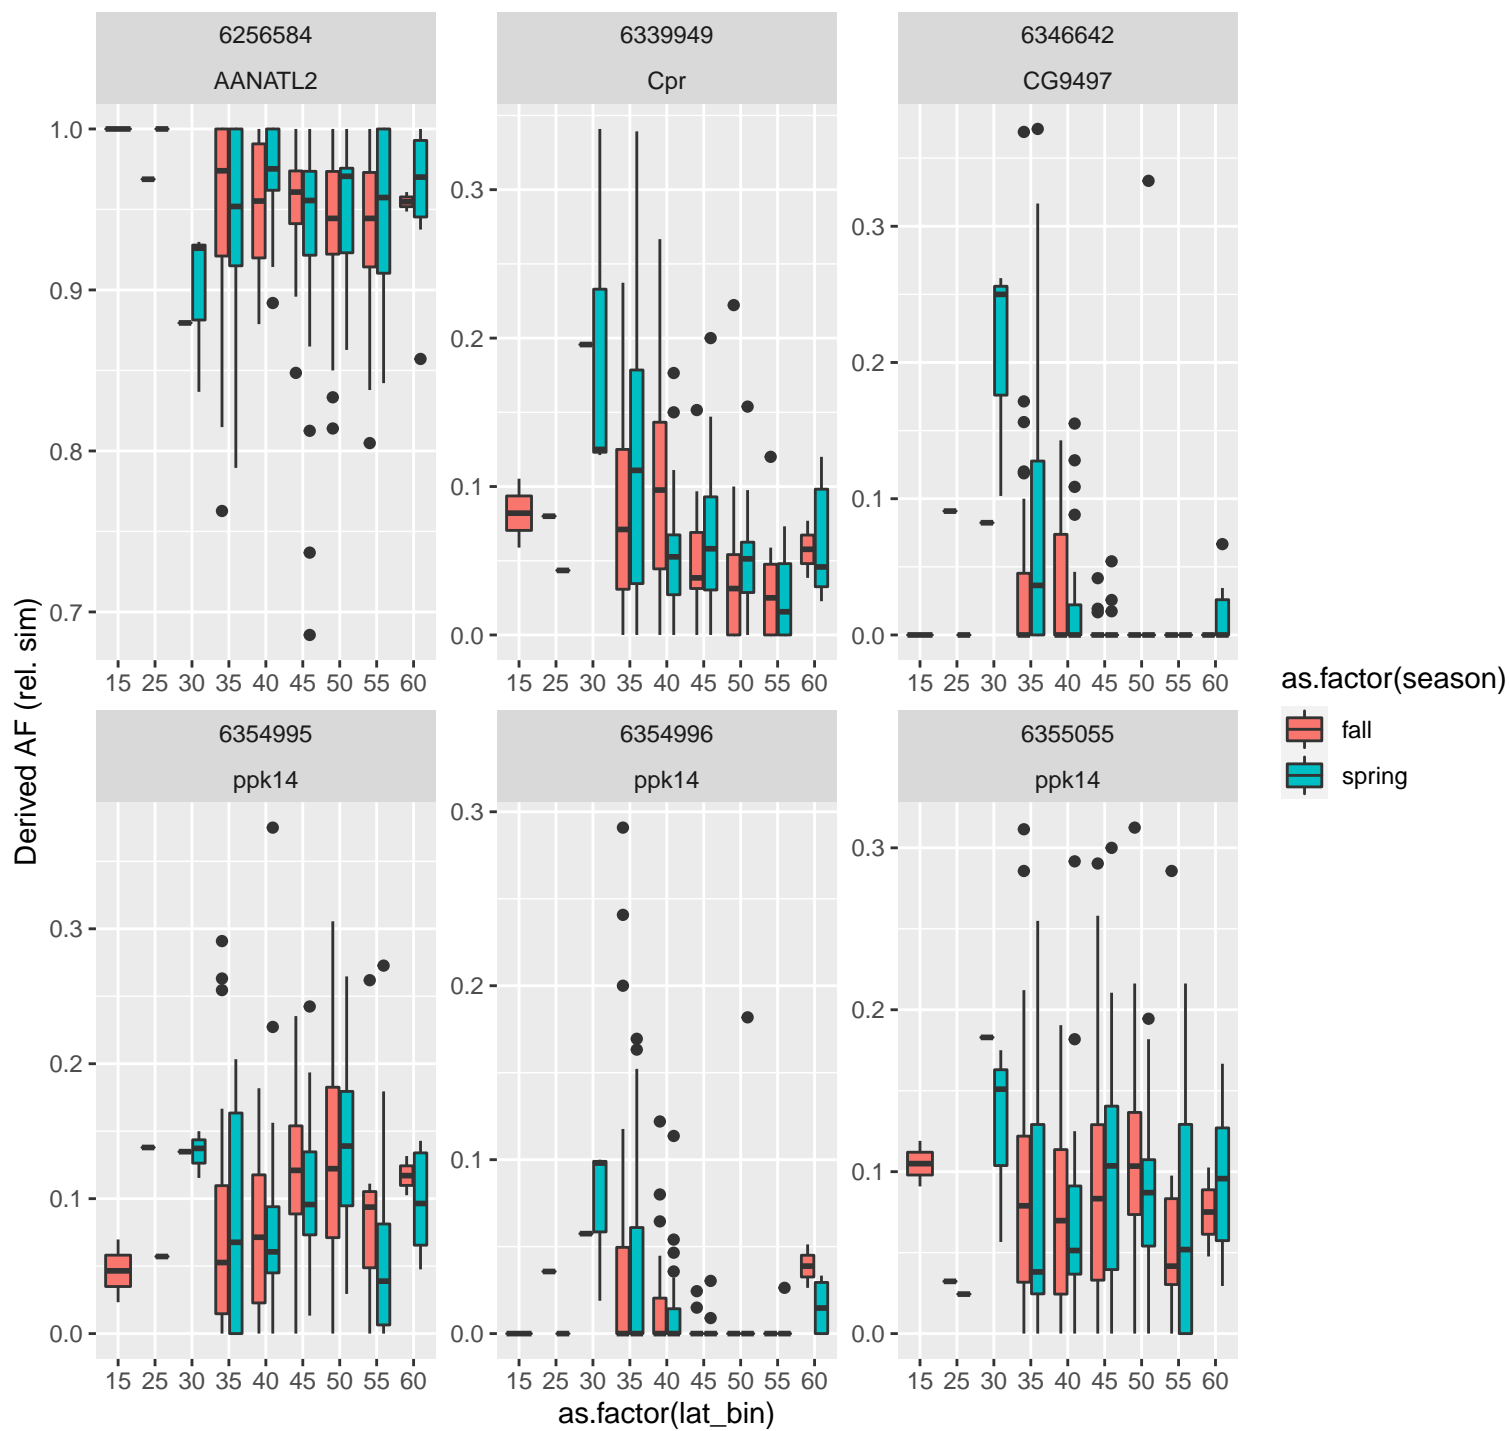 6256584
AANATL2
6339949
Cpr
6346642
CG9497
1.0
0.9
0.8
0.7
0.3
0.2
0.1
0.0
0.3
0.2
0.1
0.0
15 25 30 35 40 45 50 55 60
15 25 30 35 40 45 50 55 60
15 25 30 35 40 45 50 55 60
6354995
ppk14
6354996
ppk14
6355055
ppk14
0.3
0.2
0.1
0.0
0.3
0.2
0.1
0.0
0.3
0.2
0.1
0.0
15 25 30 35 40 45 50 55 60
15 25 30 35 40 45 50 55 60
15 25 30 35 40 45 50 55 60
as.factor(lat_bin)
Derived AF (rel. sim)
as.factor(season)
fall
spring